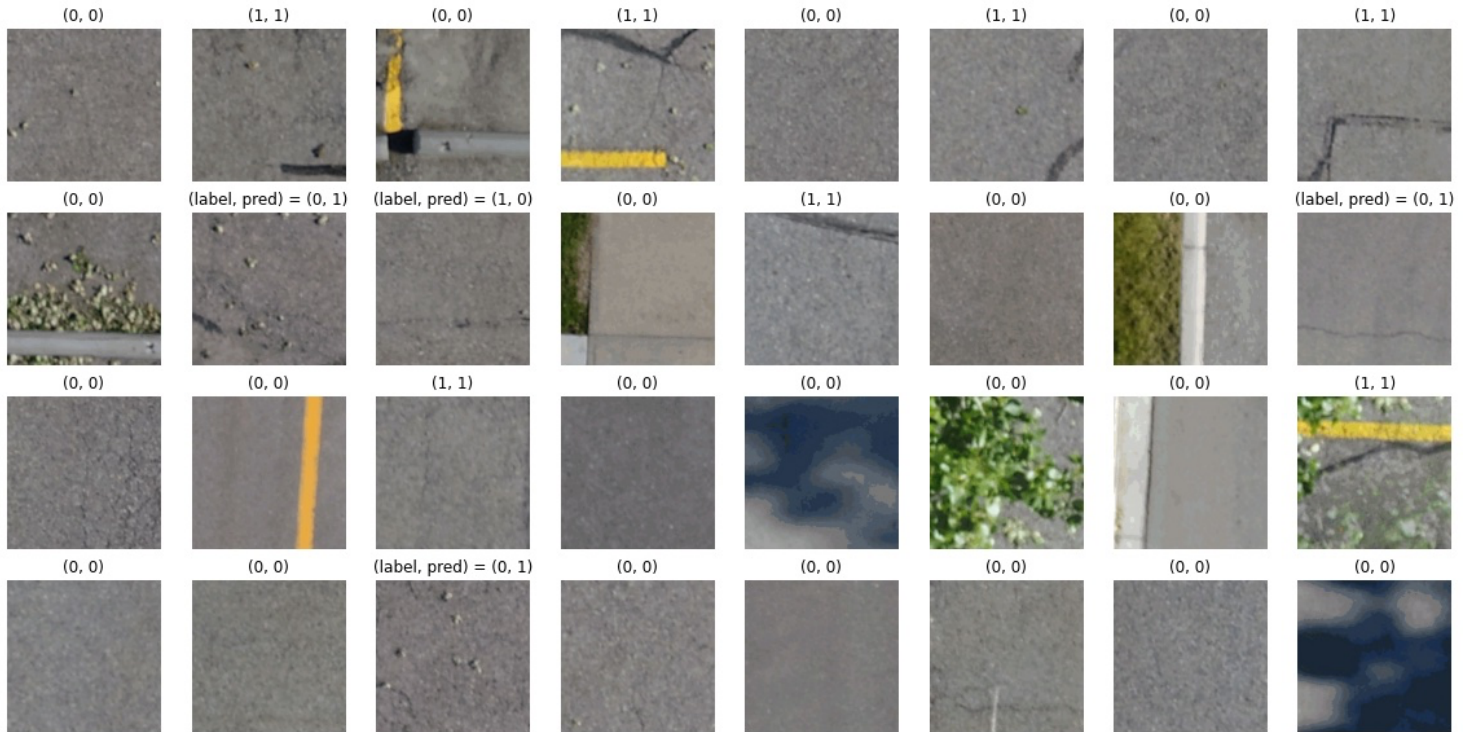 (0, 0) (1, 1) (0, 0) (1, 1) (0, 0) (1, 1) (0, 0) (1, 1)
(0, 0) (label, pred) = (0, 1) (label, pred) = (1, 0) (0, 0) (1, 1) (0, 0) (0, 0) (label, pred) = (0, 1)
(0, 0) (0, 0) (1, 1) (0, 0) (0, 0) (0, 0) (0, 0) (1, 1)
(0, 0) (0, 0) (label, pred) = (0, 1) (0, 0) (0, 0) (0, 0) (0, 0) (0, 0)